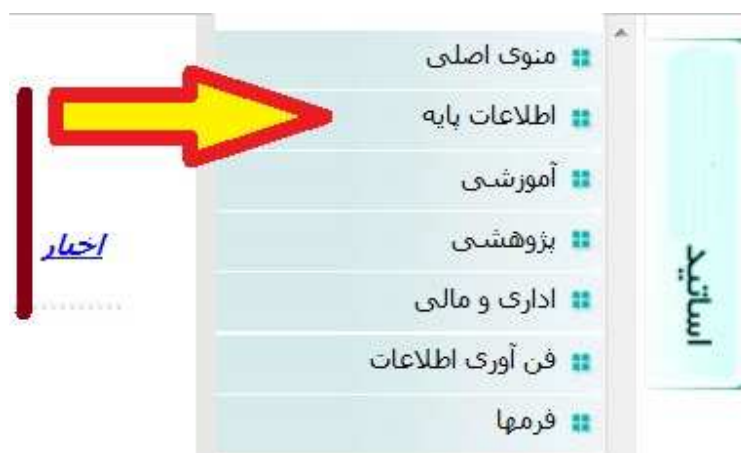 منوی اصلی
اطلاعات پایه
آموزشی
پژوهشی
اداری و مالی
فن آوری اطلاعات
فرمها
اساتید
اخبار